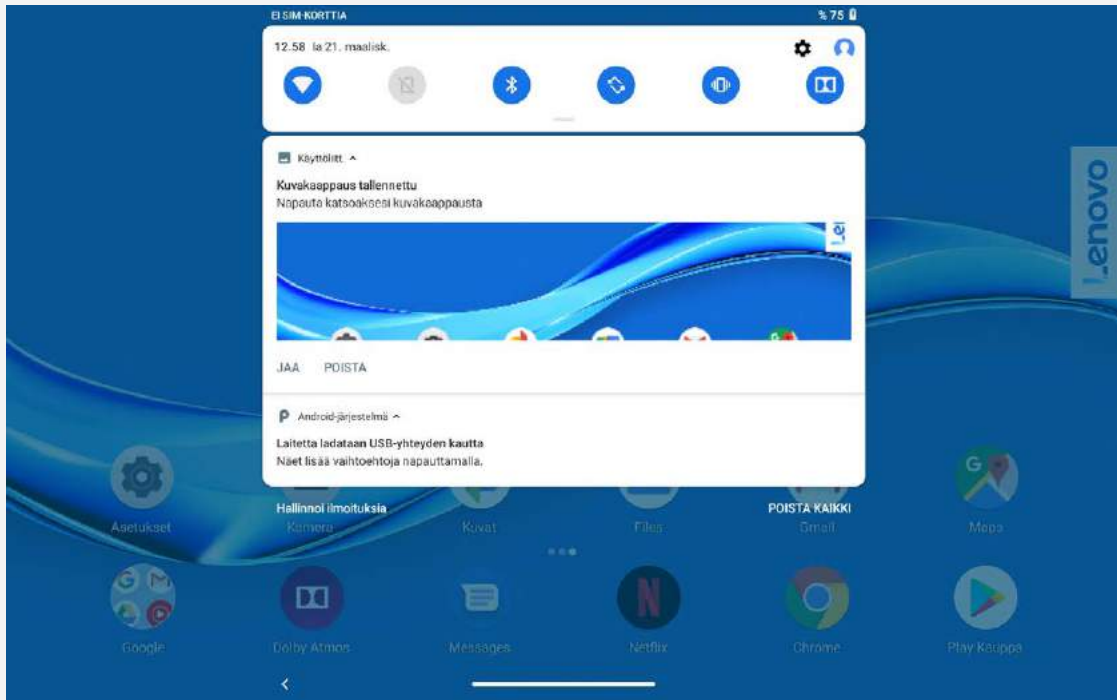 EI SIM-KORTTIA % 75
12.58 la 21. maalisk.
Käyttöliitt.
Kuvakaappaus tallennettu
Napauta katsoaksesi kuvakaappausta
Lei
JAA POISTA
Android-järjestelmä
Laitetta ladataan USB-yhteyden kautta
Näet lisää vaihtoehtoja napauttamalla.
Hallinnoi ilmoituksia POISTA KAIKKI
Lenovo
Asetukset Kamera Kuvat Files Gmail Maps
Google Dolby Atmos Messages Netflix Chrome Play Kauppa